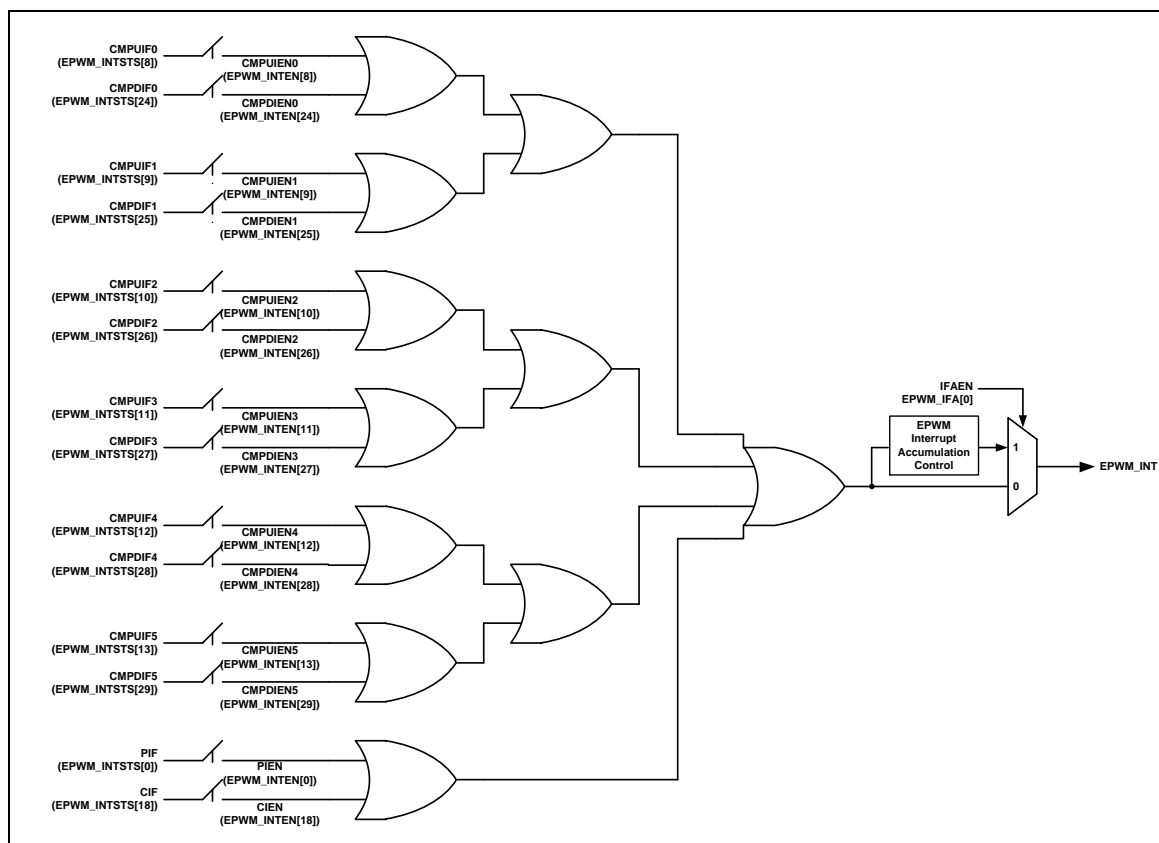 CMPUIF0
(EPWM_INTSTS[8])
CMPUIEN0
(EPWM_INTEN[8])
CMPDIF0
(EPWM_INTSTS[24])
CMPDIEN0
(EPWM_INTEN[24])
CMPUIF1
(EPWM_INTSTS[9])
CMPUIEN1
(EPWM_INTEN[9])
CMPDIF1
(EPWM_INTSTS[25])
CMPDIEN1
(EPWM_INTEN[25])
CMPUIF2
(EPWM_INTSTS[10])
CMPUIEN2
(EPWM_INTEN[10])
CMPDIF2
(EPWM_INTSTS[26])
CMPDIEN2
(EPWM_INTEN[26])
CMPUIF3
(EPWM_INTSTS[11])
CMPUIEN3
(EPWM_INTEN[11])
CMPDIF3
(EPWM_INTSTS[27])
CMPDIEN3
(EPWM_INTEN[27])
CMPUIF4
(EPWM_INTSTS[12])
CMPUIEN4
(EPWM_INTEN[12])
CMPDIF4
(EPWM_INTSTS[28])
CMPDIEN4
(EPWM_INTEN[28])
CMPUIF5
(EPWM_INTSTS[13])
CMPUIEN5
(EPWM_INTEN[13])
CMPDIF5
(EPWM_INTSTS[29])
CMPDIEN5
(EPWM_INTEN[29])
PIF
(EPWM_INTSTS[0])
PIEN
(EPWM_INTEN[0])
CIF
(EPWM_INTSTS[18])
CIEN
(EPWM_INTEN[18])
IFAEN
EPWM_IFA[0]
EPWM
Interrupt
Accumulation
Control
1
0
EPWM_INT